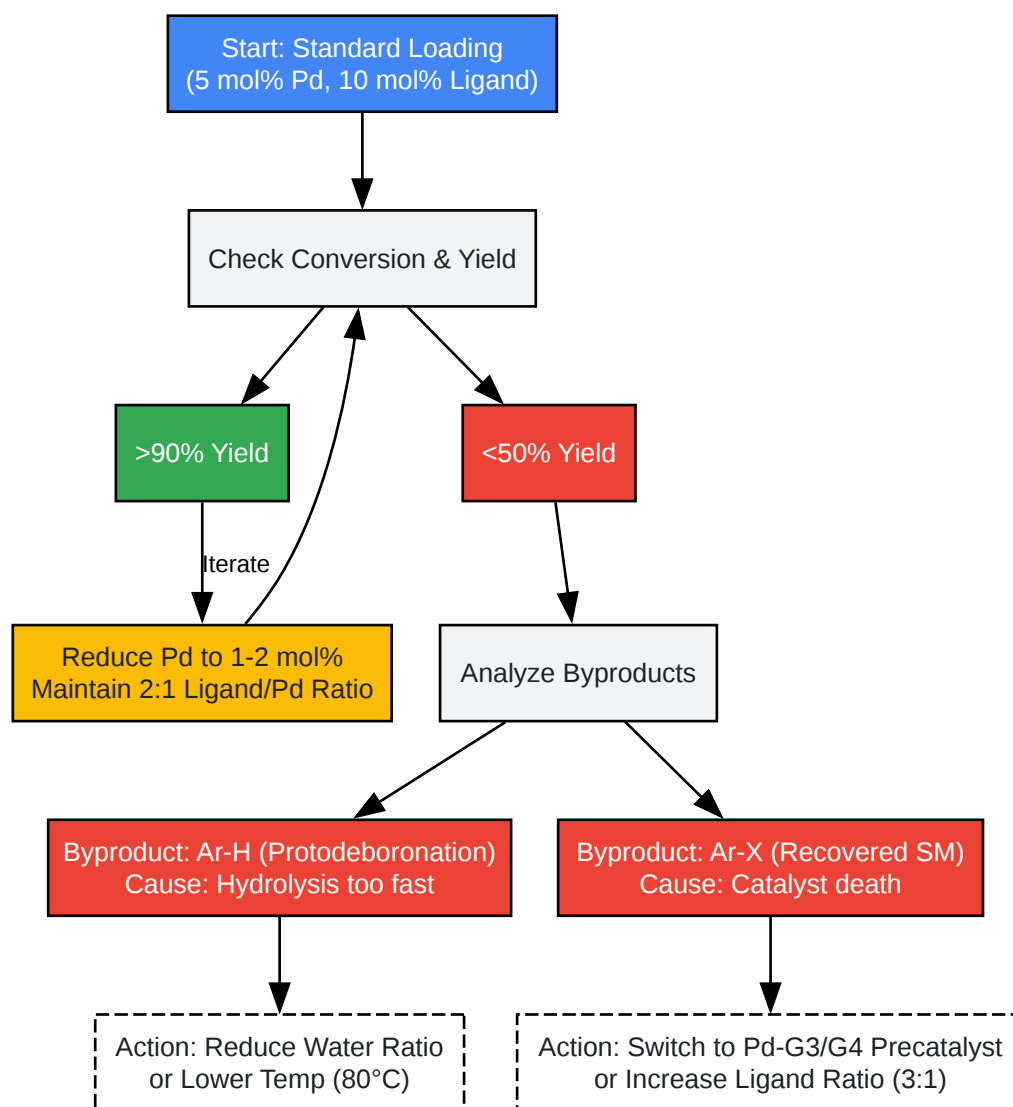 Start: Standard Loading
(5 mol% Pd, 10 mol% Ligand)
Check Conversion & Yield
>90% Yield
<50% Yield
Iterate
Reduce Pd to 1-2 mol%
Maintain 2:1 Ligand/Pd Ratio
Analyze Byproducts
Byproduct: Ar-H (Protodeboronation)
Cause: Hydrolysis too fast
Byproduct: Ar-X (Recovered SM)
Cause: Catalyst death
Action: Reduce Water Ratio
or Lower Temp (80°C)
Action: Switch to Pd-G3/G4 Precatalyst
or Increase Ligand Ratio (3:1)